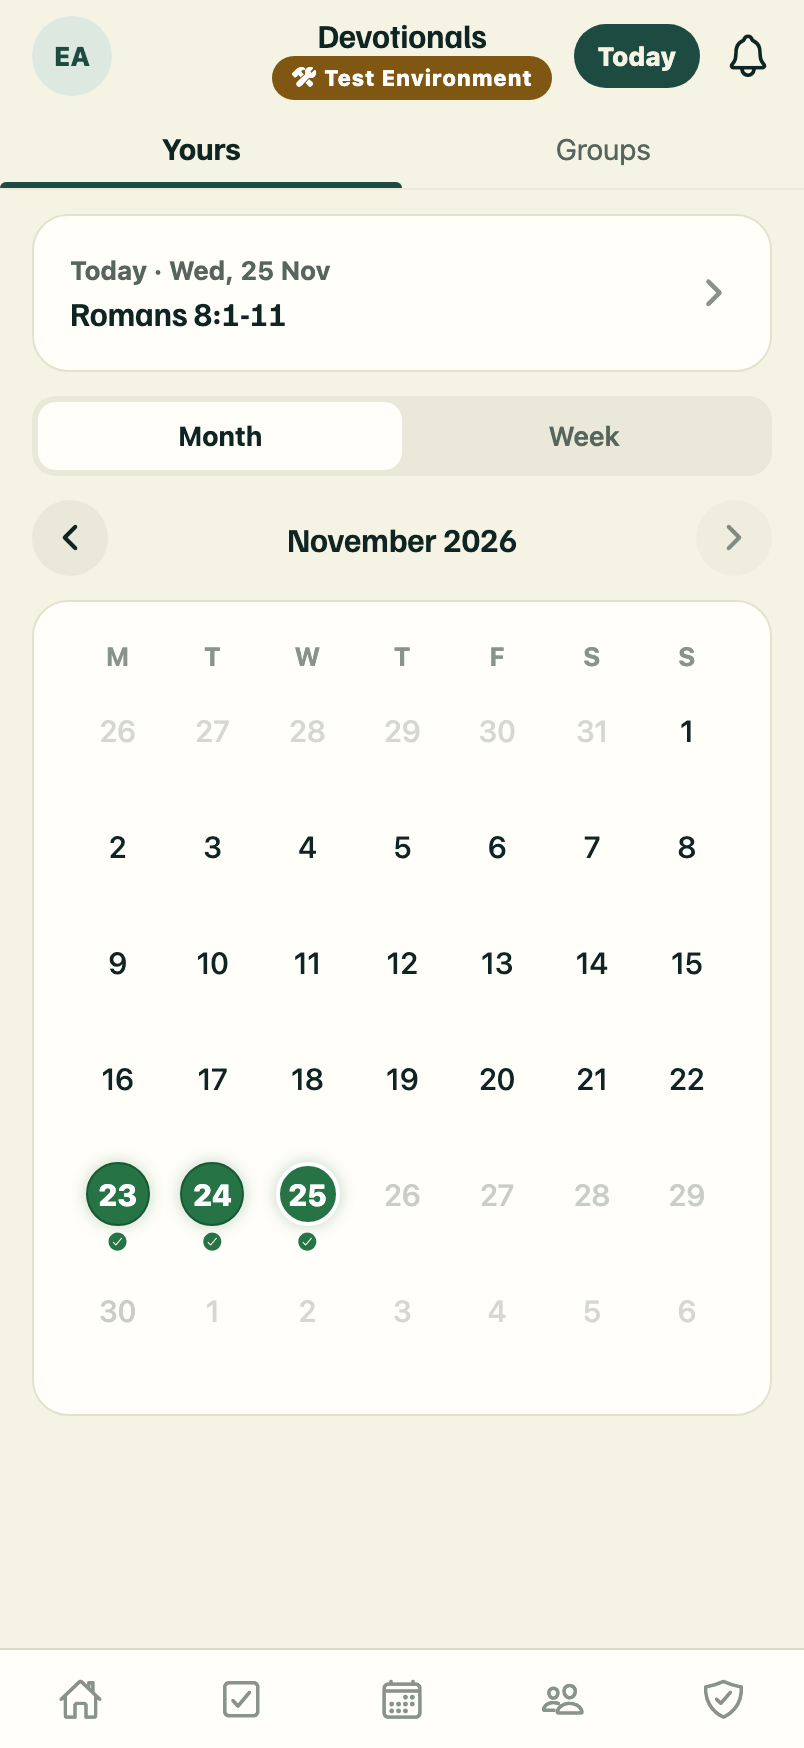 EA
Devotionals
🛠 Test Environment
Today
Yours
Groups
Today · Wed, 25 Nov
Romans 8:1-11
Month
Week
November 2026
M T W T F S S
26 27 28 29 30 31 1
2 3 4 5 6 7 8
9 10 11 12 13 14 15
16 17 18 19 20 21 22
23 24 25 26 27 28 29
30 1 2 3 4 5 6